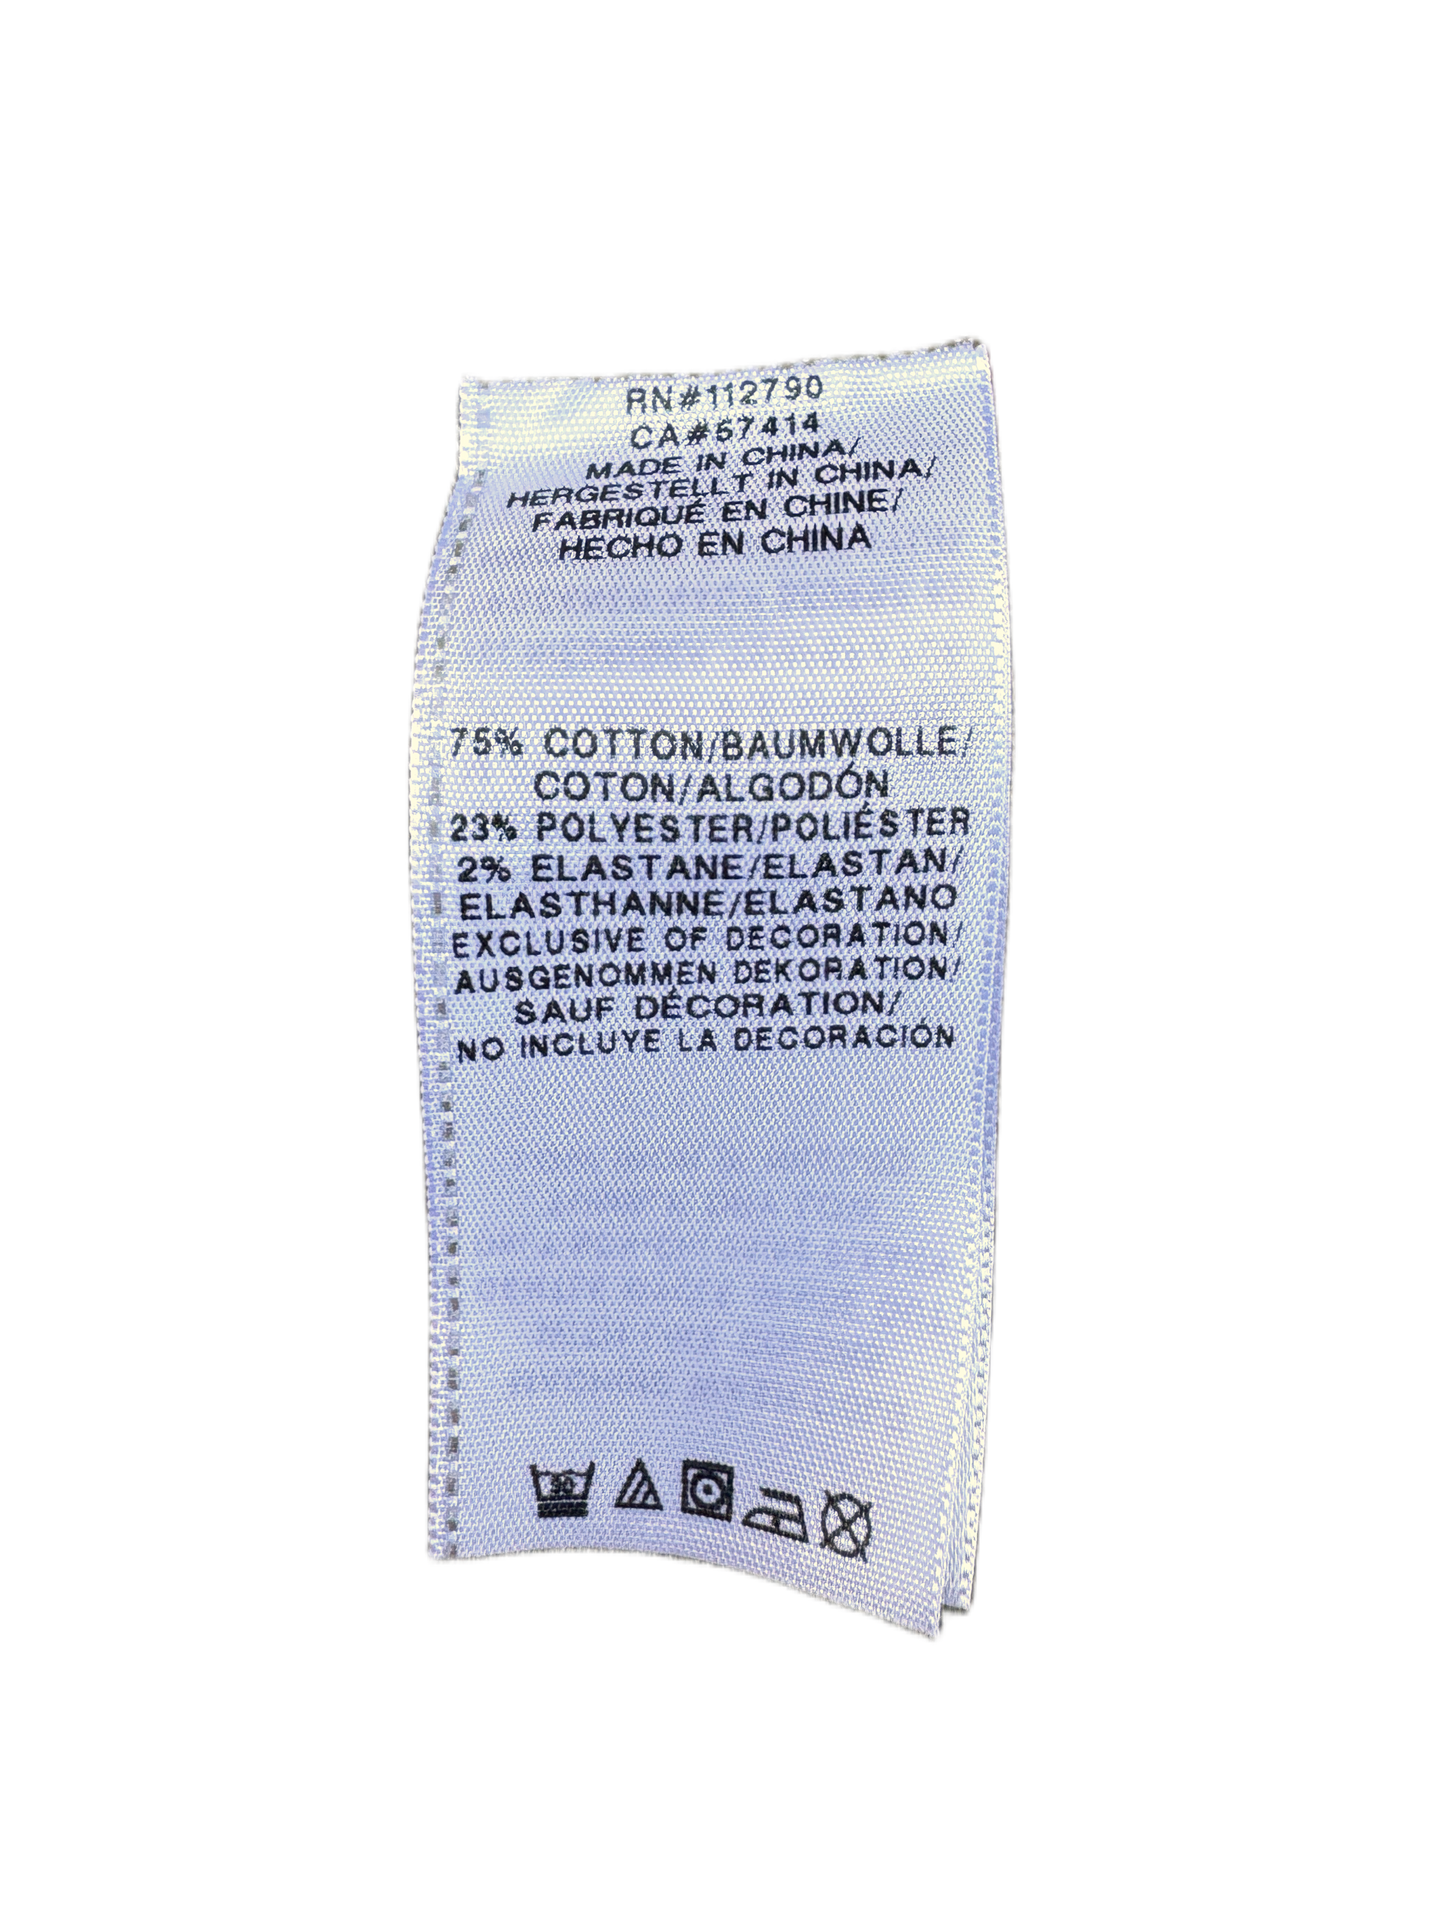 RN#112790
CA#57414
MADE IN CHINA/
HERGESTELLT IN CHINA/
FABRIQUÉ EN CHINE/
HECHO EN CHINA
75% COTTON/BAUMWOLLE/
COTON/ALGODÓN
23% POLYESTER/POLIÉSTER
2% ELASTANE/ELASTAN/
ELASTHANNE/ELASTANO
EXCLUSIVE OF DECORATION/
AUSGENOMMEN DEKORATION/
SAUF DÉCORATION/
NO INCLUYE LA DECORACIÓN
30